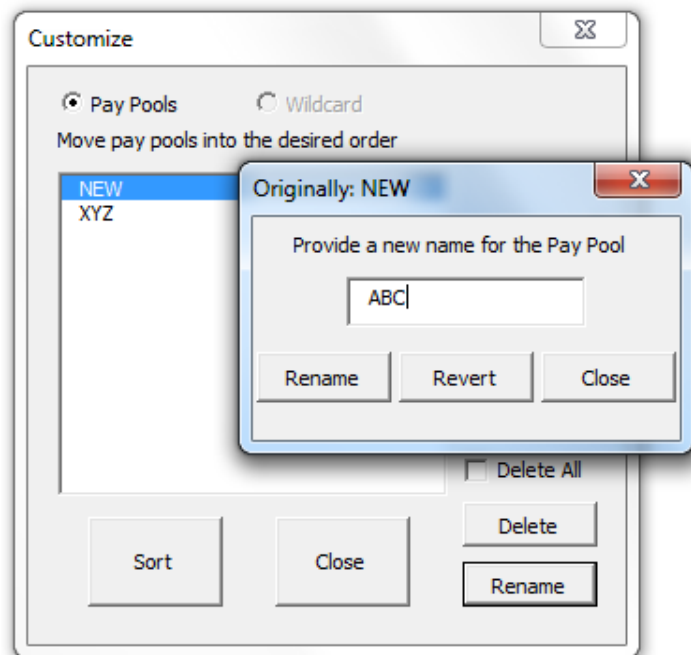 Customize
Pay Pools
Wildcard
Move pay pools into the desired order
NEW
XYZ
Originally: NEW
Provide a new name for the Pay Pool
ABC
Rename
Revert
Close
Delete All
Delete
Sort
Close
Rename